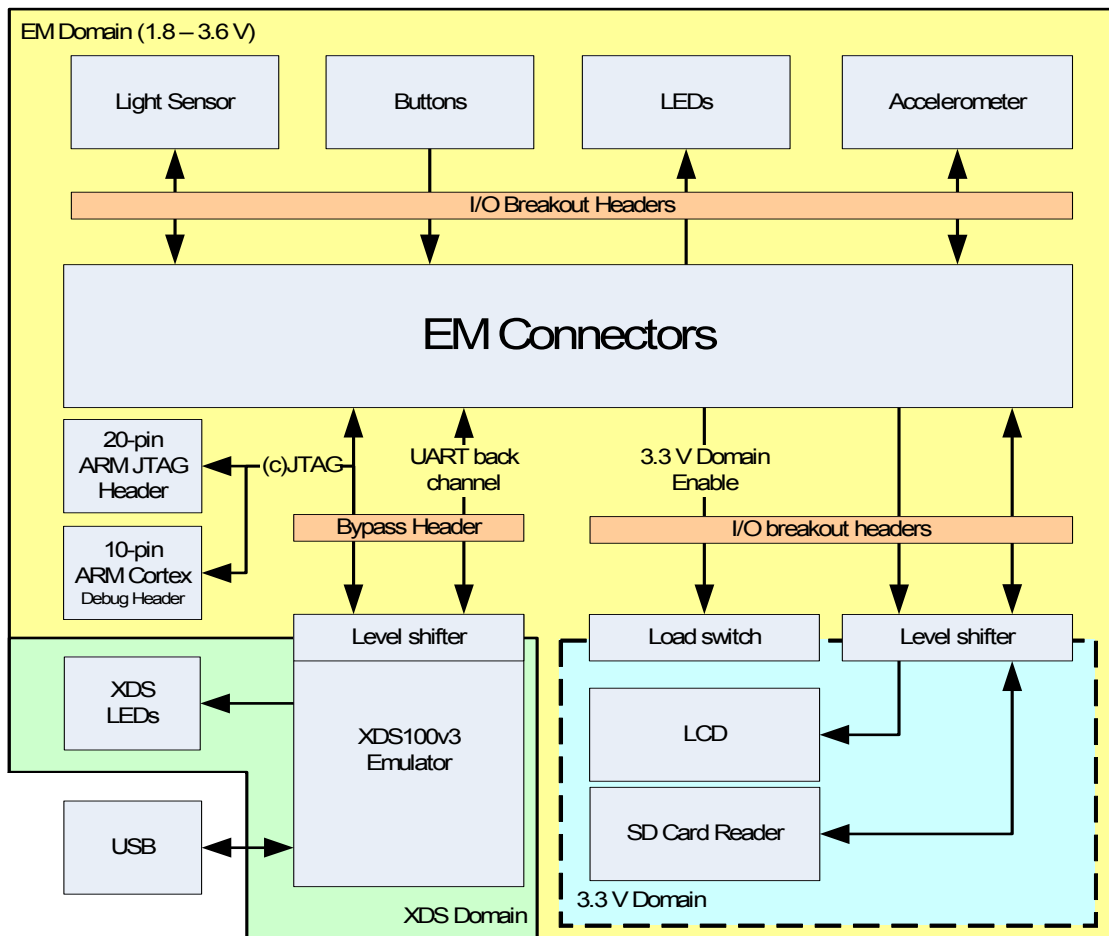 EM Domain (1.8 – 3.6 V)
Light Sensor
Buttons
LEDs
Accelerometer
I/O Breakout Headers
EM Connectors
20-pin
ARM JTAG
Header
(c)JTAG
UART back
channel
3.3 V Domain
Enable
10-pin
ARM Cortex
Debug Header
Bypass Header
I/O breakout headers
Level shifter
Load switch
Level shifter
XDS
LEDs
XDS100v3
Emulator
LCD
USB
SD Card Reader
XDS Domain
3.3 V Domain